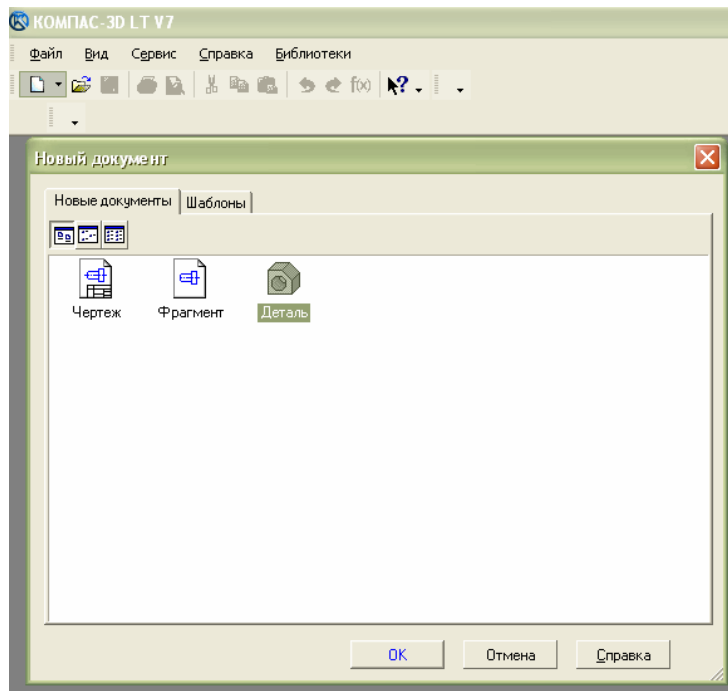 КОМПАС-3D LT V7
Файл Вид Сервис Справка Библиотеки
f(x) ?
Новый документ
Новые документы Шаблоны
Чертеж Фрагмент Деталь
OK Отмена Справка